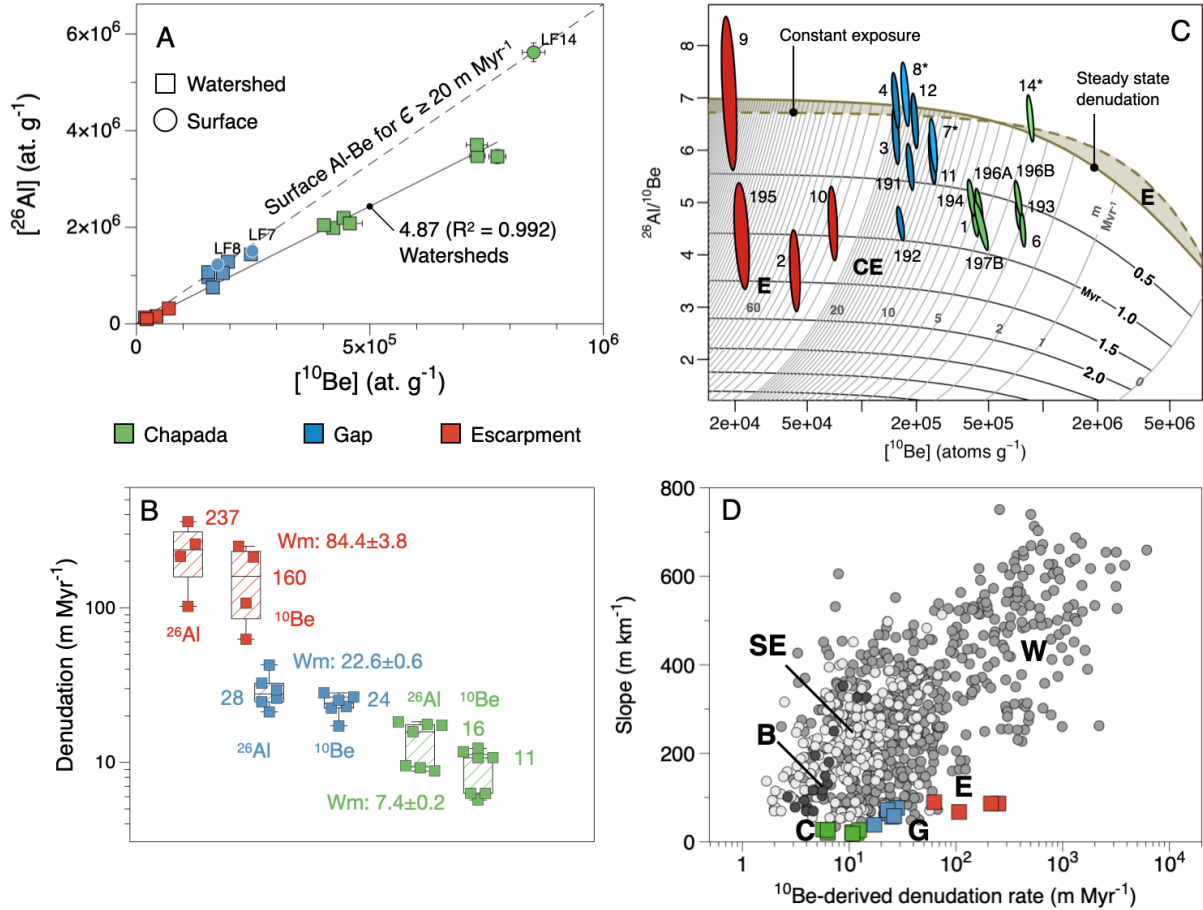 A
Watershed
Surface
6×10⁶
4×10⁶
2×10⁶
0
[²⁶Al] (at. g⁻¹)
Surface Al-Be for Є ≥ 20 m Myr⁻¹
LF14
LF8
LF7
4.87 (R² = 0.992)
Watersheds
0
5×10⁵
10⁶
[¹⁰Be] (at. g⁻¹)
Chapada
Gap
Escarpment
C
Constant exposure
Steady state
denudation
²⁶Al/¹⁰Be
8
7
6
5
4
3
2
9
4
8*
12
14*
3
7*
191
11
196A
196B
195
10
194
193
1
6
2
192
197B
E
CE
E
m
Myr⁻¹
60
20
10
5
2
1
0
Myr
0.5
1.0
1.5
2.0
2e+04
5e+04
2e+05
5e+05
2e+06
5e+06
[¹⁰Be] (atoms g⁻¹)
B
Denudation (m Myr⁻¹)
100
10
237
Wm: 84.4±3.8
160
²⁶Al
¹⁰Be
Wm: 22.6±0.6
28
24
²⁶Al
¹⁰Be
²⁶Al
¹⁰Be
16
11
Wm: 7.4±0.2
D
Slope (m km⁻¹)
800
600
400
200
0
SE
W
B
E
C
G
1
10¹
10²
10³
10⁴
¹⁰Be-derived denudation rate (m Myr⁻¹)